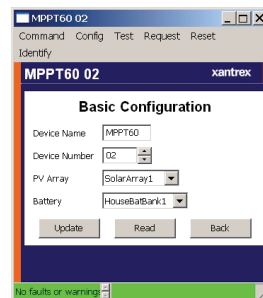 MPPT60 02
Command Config Test Request Reset
Identify
MPPT60 02 xantrex
Basic Configuration
Device Name MPPT60
Device Number 02
PV Array SolarArray1
Battery HouseBatBank1
Update Read Back
No faults or warnings